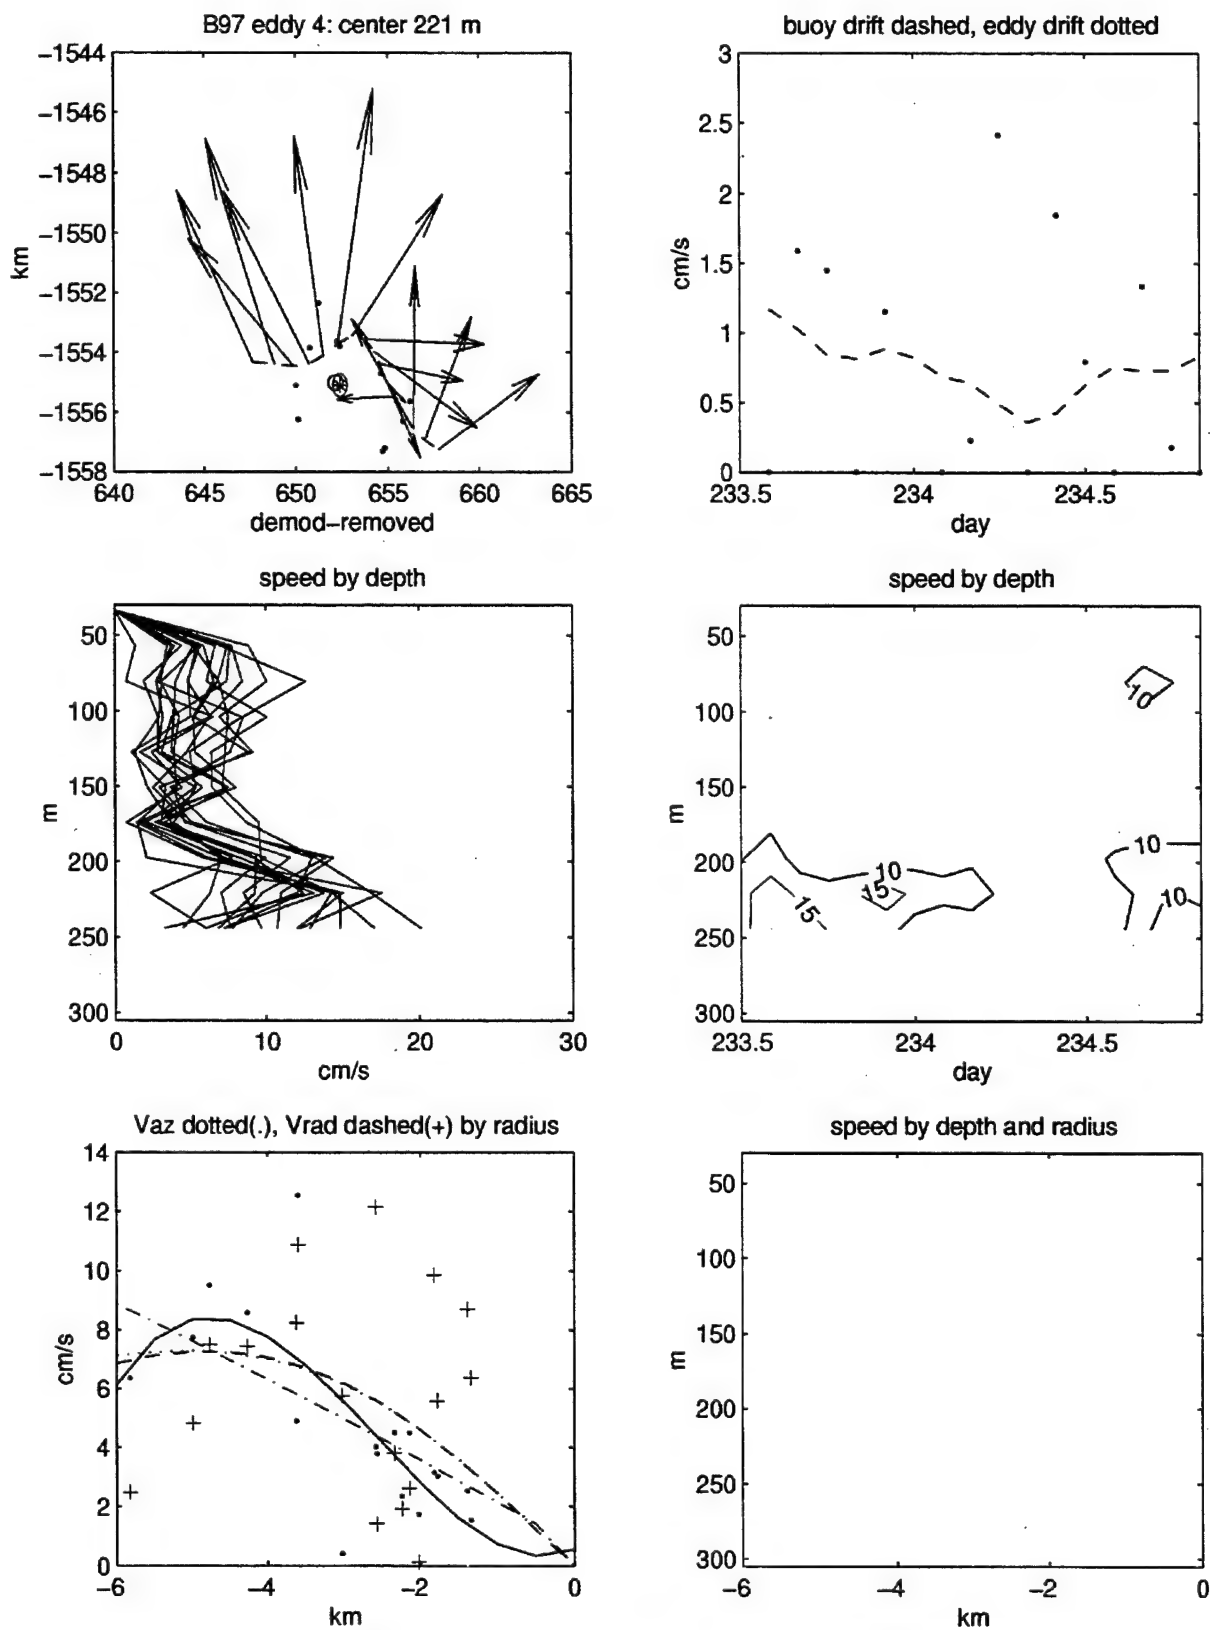 B97 eddy 4: center 221 m
−1544
−1546
−1548
−1550
−1552
−1554
−1556
−1558
km
640 645 650 655 660 665
demod−removed
buoy drift dashed, eddy drift dotted
3
2.5
2
1.5
1
0.5
0
cm/s
233.5 234 234.5
day
speed by depth
50
100
150
200
250
300
m
0 10 20 30
cm/s
speed by depth
50
100
150
200
250
300
m
10
10
10
15
15
10
233.5 234 234.5
day
Vaz dotted(.), Vrad dashed(+) by radius
14
12
10
8
6
4
2
0
cm/s
−6 −4 −2 0
km
speed by depth and radius
50
100
150
200
250
300
m
−6 −4 −2 0
km